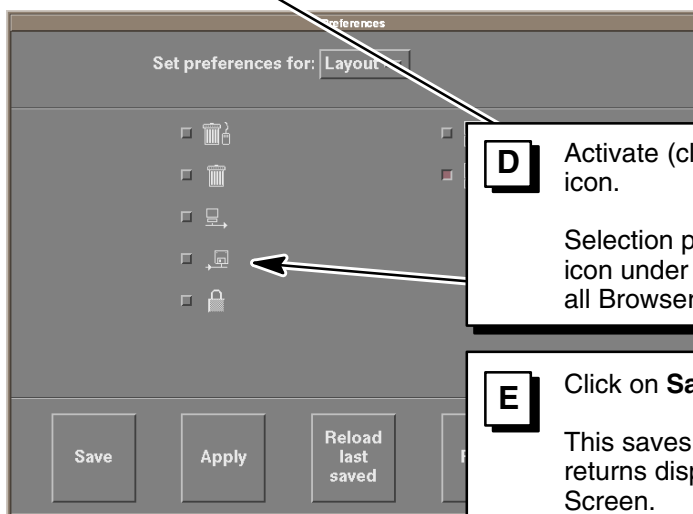 Preferences
Set preferences for: Layout
D
Activate (cl
icon.
Selection p
icon under
all Browser
E
Click on Sa
This saves
returns disp
Screen.
Save
Apply
Reload
last
saved